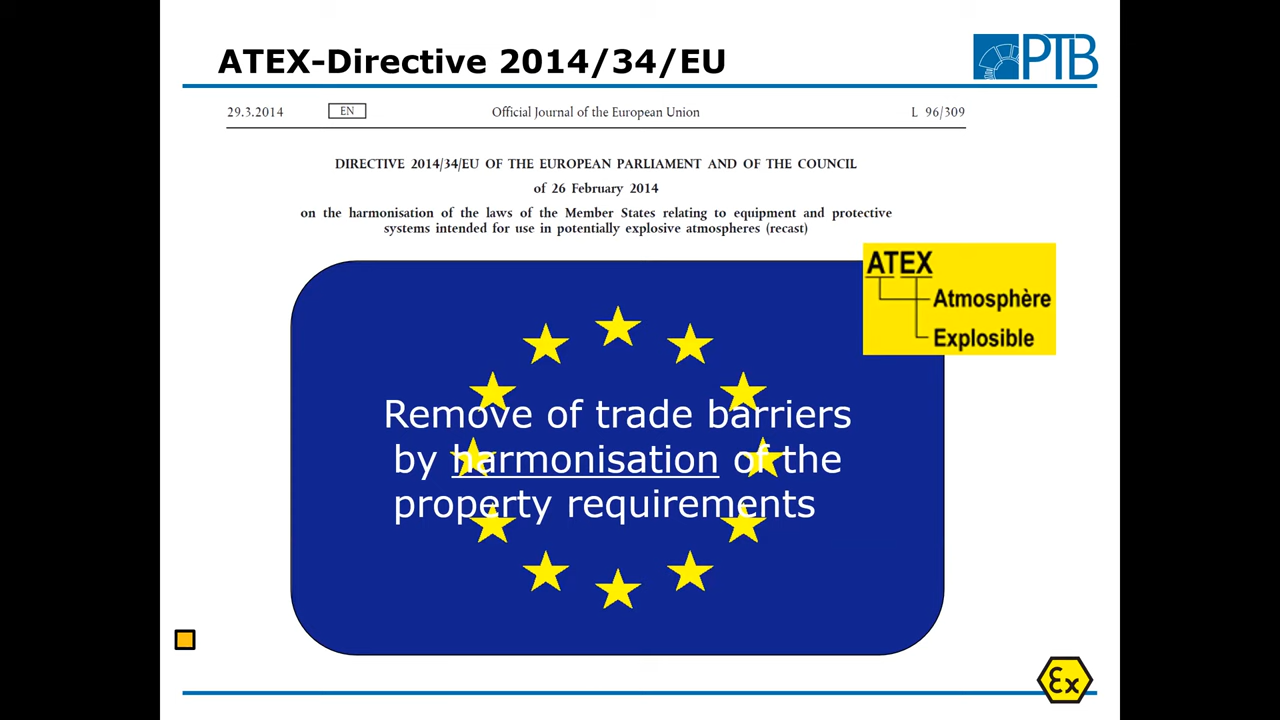 ATEX-Directive 2014/34/EU
PTB
29.3.2014 EN Official Journal of the European Union L 96/309
DIRECTIVE 2014/34/EU OF THE EUROPEAN PARLIAMENT AND OF THE COUNCIL
of 26 February 2014
on the harmonisation of the laws of the Member States relating to equipment and protective
systems intended for use in potentially explosive atmospheres (recast)
ATEX
Atmosphère
Explosible
Remove of trade barriers
by harmonisation of the
property requirements
Ex